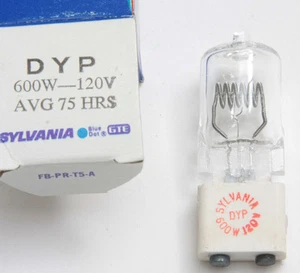 DYP
600W—120V
AVG 75 HRS
SYLVANIA Blue Dot ® GTE
FB-PR-T5-A
SYLVANIA
DYP
600W 120V